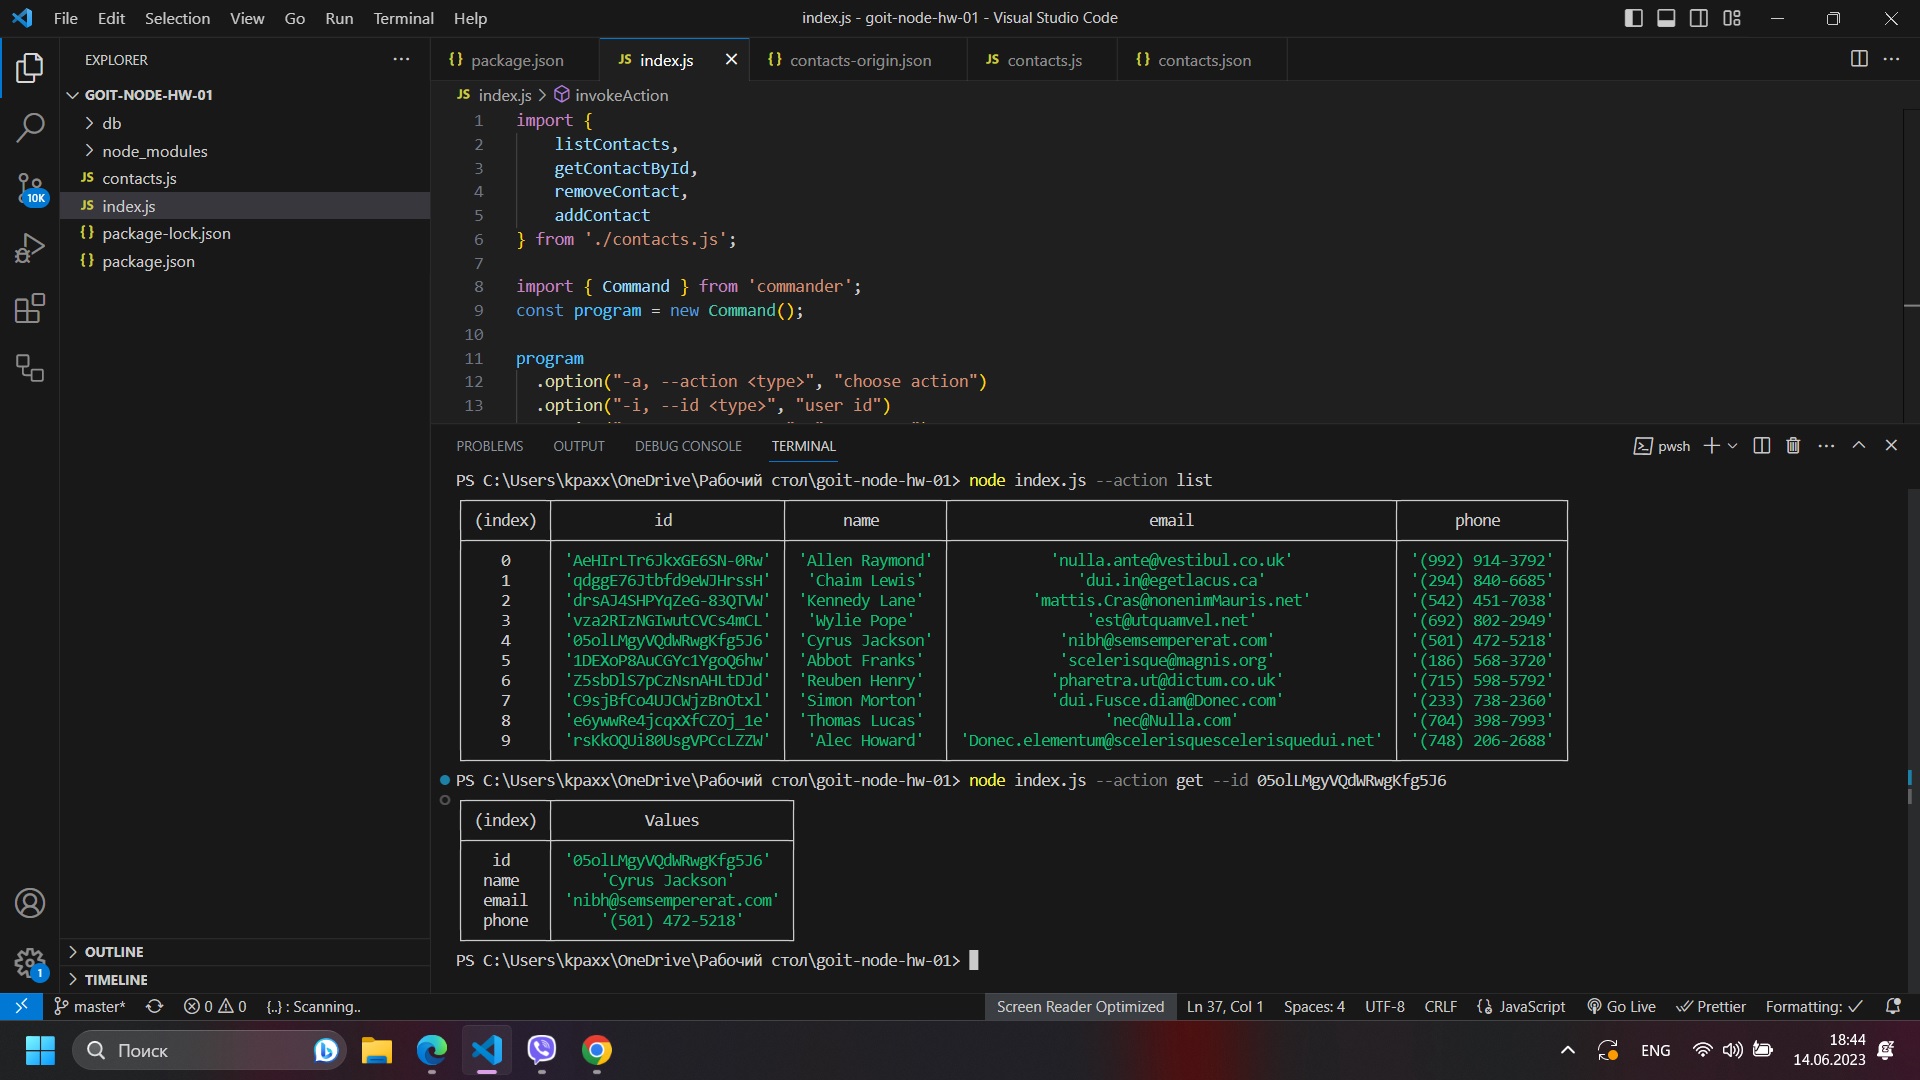 File Edit Selection View Go Run Terminal Help
index.js - goit-node-hw-01 - Visual Studio Code
EXPLORER
GOIT-NODE-HW-01
db
node_modules
JS contacts.js
JS index.js
{} package-lock.json
{} package.json
10K
OUTLINE
TIMELINE
1
{} package.json
JS index.js
{} contacts-origin.json
JS contacts.js
{} contacts.json
JS index.js > invokeAction
1 import {
2 listContacts,
3 getContactById,
4 removeContact,
5 addContact
6 } from './contacts.js';
7
8 import { Command } from 'commander';
9 const program = new Command();
10
11 program
12 .option("-a, --action <type>", "choose action")
13 .option("-i, --id <type>", "user id")
PROBLEMS OUTPUT DEBUG CONSOLE TERMINAL
pwsh
PS C:\Users\kpaxx\OneDrive\Рабочий стол\goit-node-hw-01> node index.js --action list
(index) id name email phone
0 'AeHIrLTr6JkxGE6SN-0Rw' 'Allen Raymond' 'nulla.ante@vestibul.co.uk' '(992) 914-3792'
1 'qdggE76Jtbfd9eWJHrssH' 'Chaim Lewis' 'dui.in@egetlacus.ca' '(294) 840-6685'
2 'drsAJ4SHPYqZeG-83QTVW' 'Kennedy Lane' 'mattis.Cras@nonenimMauris.net' '(542) 451-7038'
3 'vza2RIzNGIwutCVCs4mCL' 'Wylie Pope' 'est@utquamvel.net' '(692) 802-2949'
4 '05olLMgyVQdWRwgKfg5J6' 'Cyrus Jackson' 'nibh@semsempererat.com' '(501) 472-5218'
5 '1DEXoP8AuCGYc1YgoQ6hw' 'Abbot Franks' 'scelerisque@magnis.org' '(186) 568-3720'
6 'Z5sbDlS7pCzNsnAHLtDJd' 'Reuben Henry' 'pharetra.ut@dictum.co.uk' '(715) 598-5792'
7 'C9sjBfCo4UJCWjzBnOtxl' 'Simon Morton' 'dui.Fusce.diam@Donec.com' '(233) 738-2360'
8 'e6ywwRe4jcqxXfCZOj_1e' 'Thomas Lucas' 'nec@Nulla.com' '(704) 398-7993'
9 'rsKkOQUi80UsgVPCcLZZW' 'Alec Howard' 'Donec.elementum@scelerisquescelerisquedui.net' '(748) 206-2688'
PS C:\Users\kpaxx\OneDrive\Рабочий стол\goit-node-hw-01> node index.js --action get --id 05olLMgyVQdWRwgKfg5J6
(index) Values
id '05olLMgyVQdWRwgKfg5J6'
name 'Cyrus Jackson'
email 'nibh@semsempererat.com'
phone '(501) 472-5218'
PS C:\Users\kpaxx\OneDrive\Рабочий стол\goit-node-hw-01>
master* 0 0 {..} : Scanning.. Screen Reader Optimized Ln 37, Col 1 Spaces: 4 UTF-8 CRLF {} JavaScript Go Live Prettier Formatting:
Поиск
ENG
18:44
14.06.2023